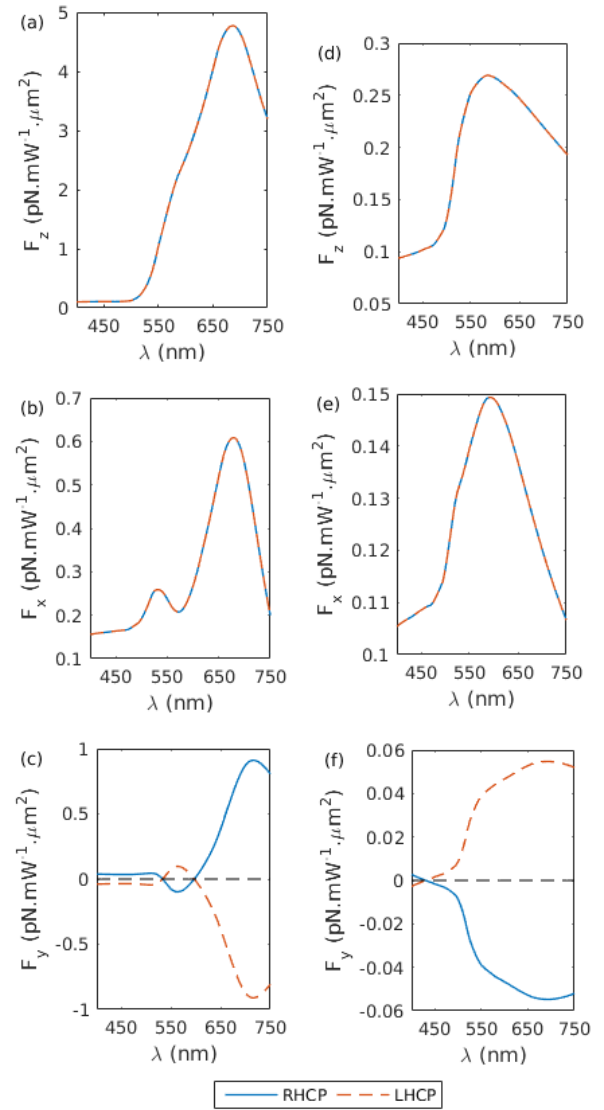 (a)
5
4
3
2
1
0
F_z (pN.mW^-1.μm^2)
450 550 650 750
λ (nm)
(d)
0.3
0.25
0.2
0.15
0.1
0.05
F_z (pN.mW^-1.μm^2)
450 550 650 750
λ (nm)
(b)
0.7
0.6
0.5
0.4
0.3
0.2
0.1
F_x (pN.mW^-1.μm^2)
450 550 650 750
λ (nm)
(e)
0.15
0.14
0.13
0.12
0.11
0.1
F_x (pN.mW^-1.μm^2)
450 550 650 750
λ (nm)
(c)
1
0.5
0
-0.5
-1
F_y (pN.mW^-1.μm^2)
450 550 650 750
λ (nm)
(f)
0.06
0.04
0.02
0
-0.02
-0.04
-0.06
F_y (pN.mW^-1.μm^2)
450 550 650 750
λ (nm)
RHCP LHCP